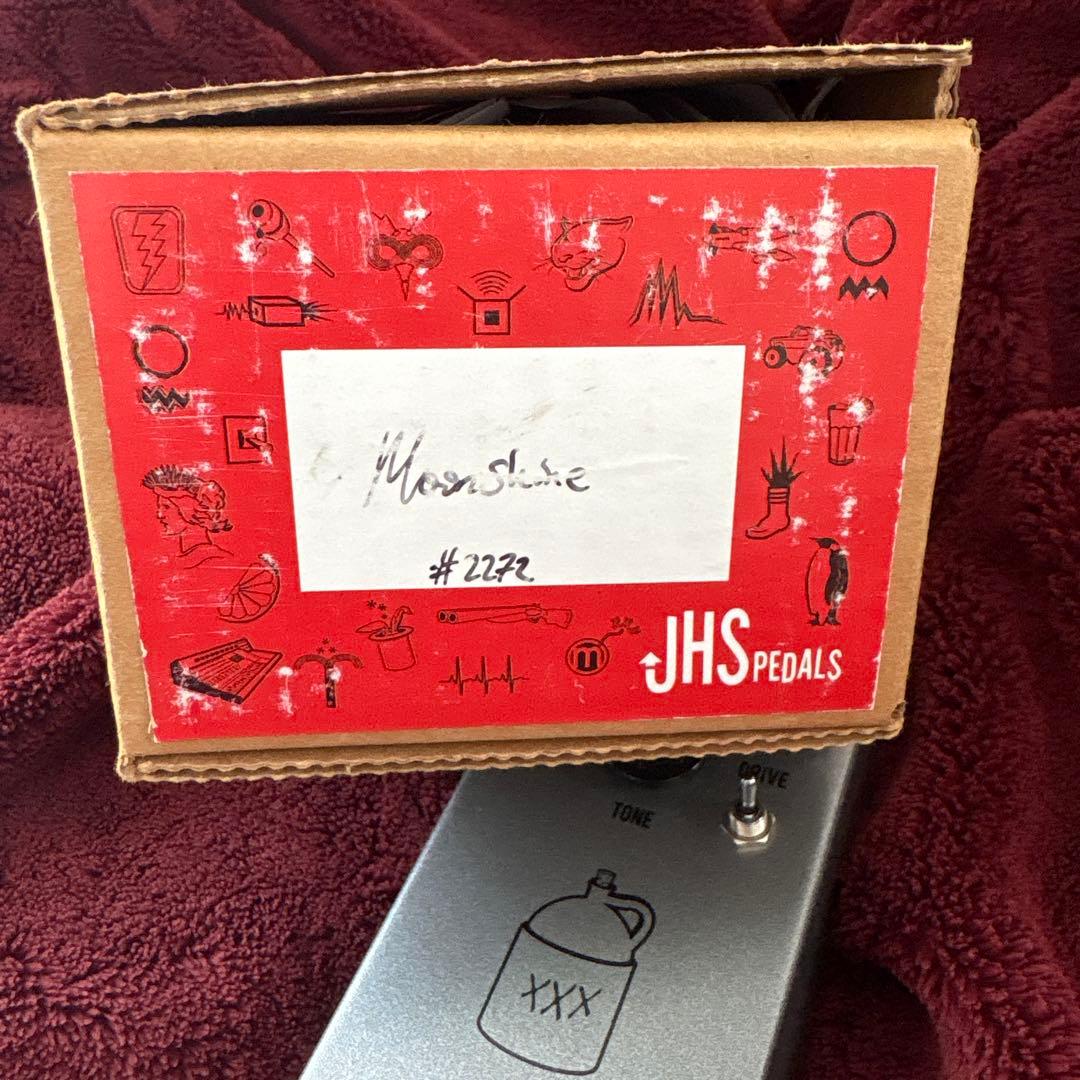 Moonshine
#2272
JHS PEDALS
DRIVE
TONE
XXX